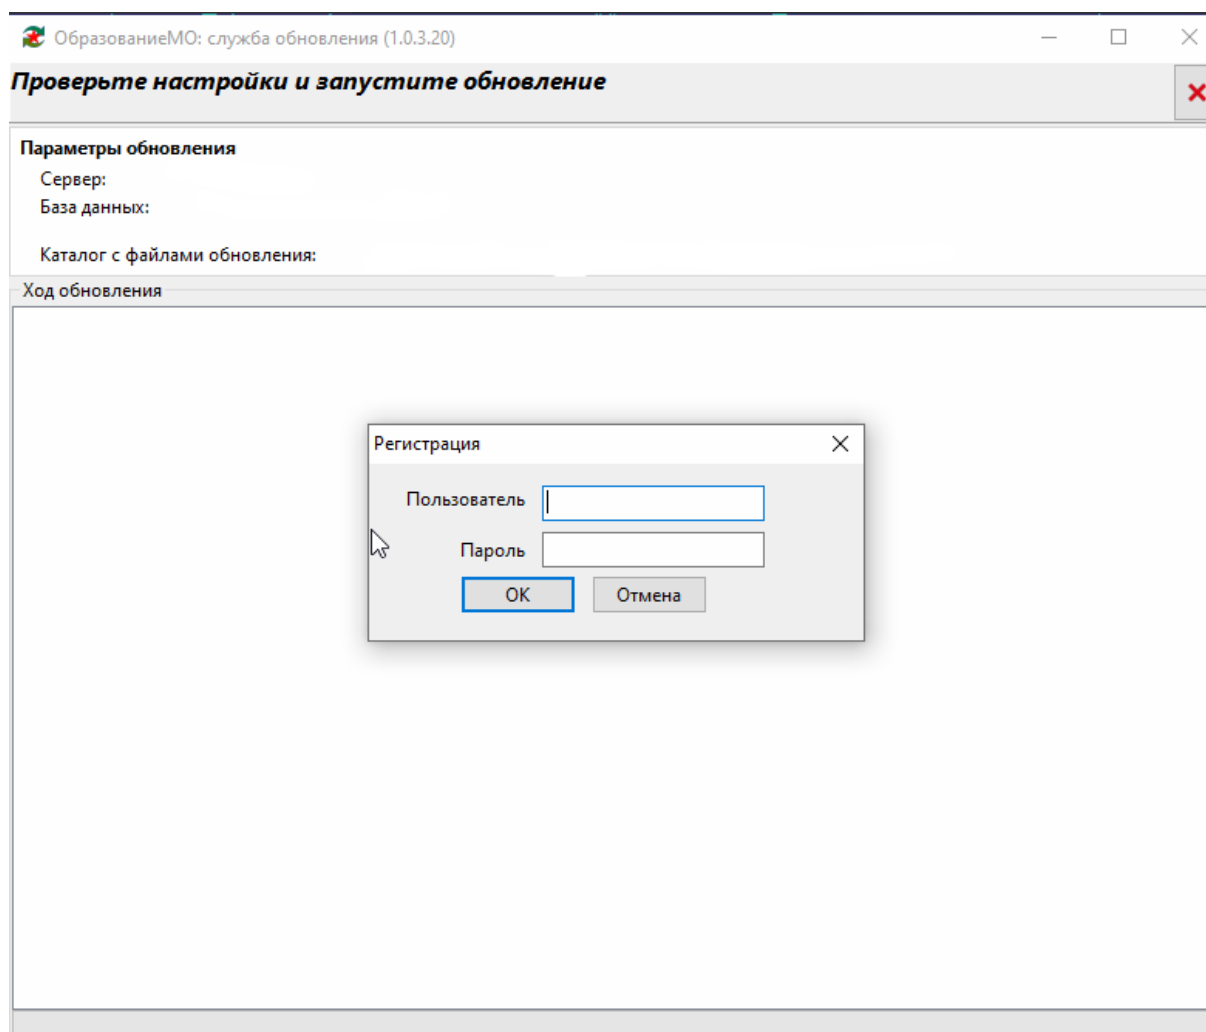 ОбразованиеМО: служба обновления (1.0.3.20)
Проверьте настройки и запустите обновление
Параметры обновления
Сервер:
База данных:
Каталог с файлами обновления:
Ход обновления
Регистрация
Пользователь
Пароль
ОК
Отмена